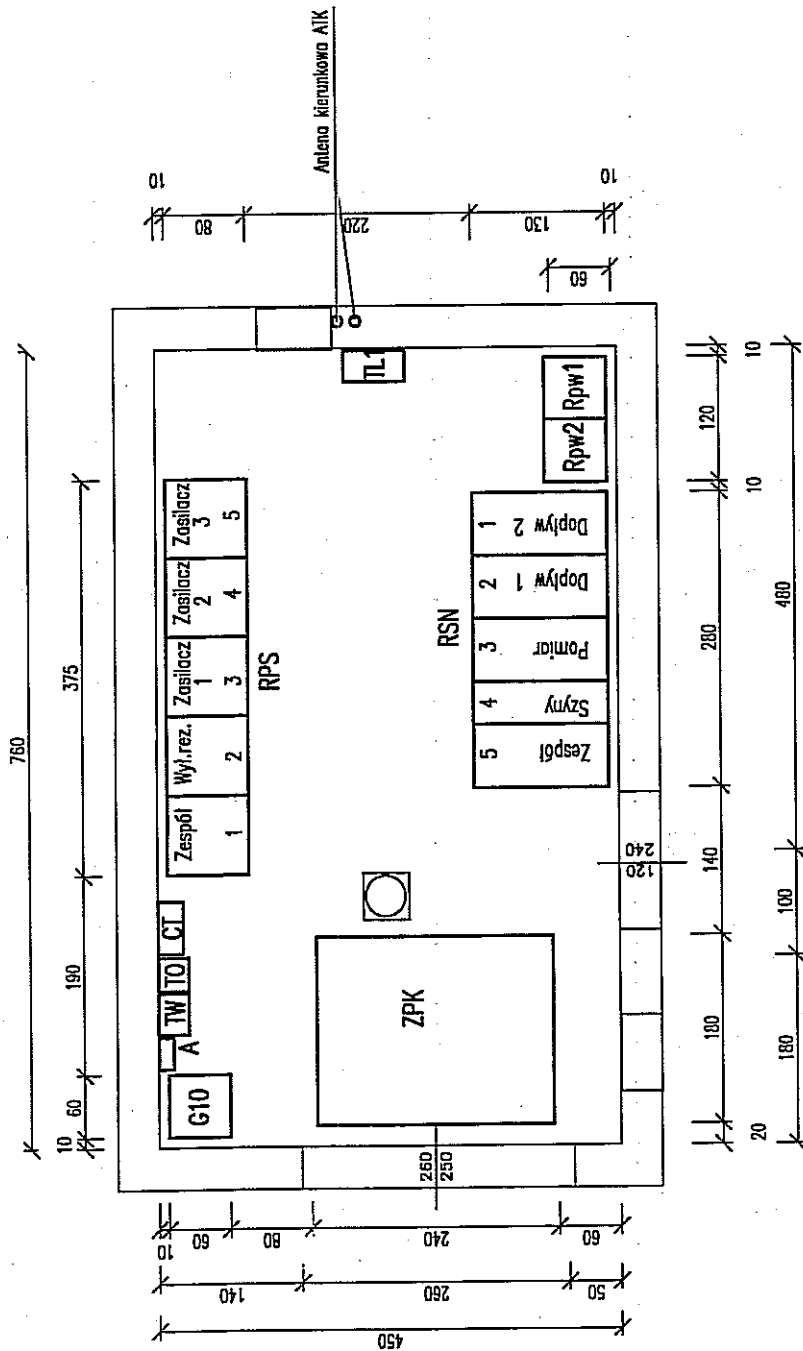 760
10
60
190
375
Antena kierunkowa ATK
10
80
220
130
10
60
G10
A
TW
TO
CT
Zespół
1
Wył.rez.
2
Zasilacz
1
3
Zasilacz
2
4
Zasilacz
3
5
RPS
TL1
ZPK
RSN
5
Zespół
4
Szyny
3
Pomiar
2
Dopływ 1
1
Dopływ 2
Rpw2
Rpw1
260
250
120
240
10
60
80
240
60
140
260
50
450
180
140
280
10
120
10
20
180
100
480